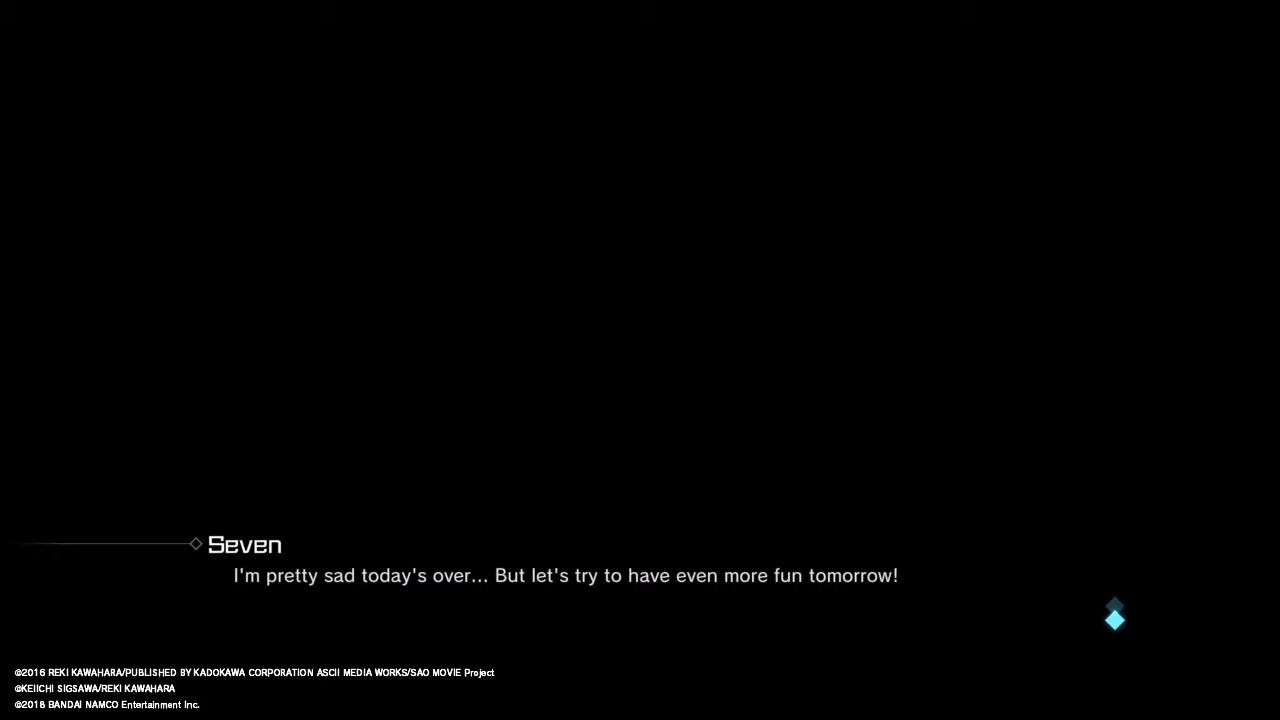 Seven
I'm pretty sad today's over... But let's try to have even more fun tomorrow!
©2016 REKI KAWAHARA/PUBLISHED BY KADOKAWA CORPORATION ASCII MEDIA WORKS/SAO MOVIE Project
©KEIICHI SIGSAWA/REKI KAWAHARA
©2018 BANDAI NAMCO Entertainment Inc.